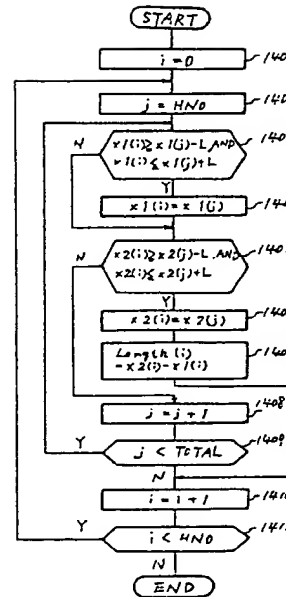 START
i = 0
j = HNO
x1(i)≧x1(j)-L AND
x1(i)≦x1(j)+L
N
Y
x1(i)=x1(j)
N
x2(i)≧x2(j)-L AND
x2(i)≦x2(j)+L
Y
x2(i)=x2(j)
Length(i)
=x2(i)-x1(i)
j = j + 1
1408
j < TOTAL
1409
Y
N
i = i + 1
i < HNO
Y
N
END